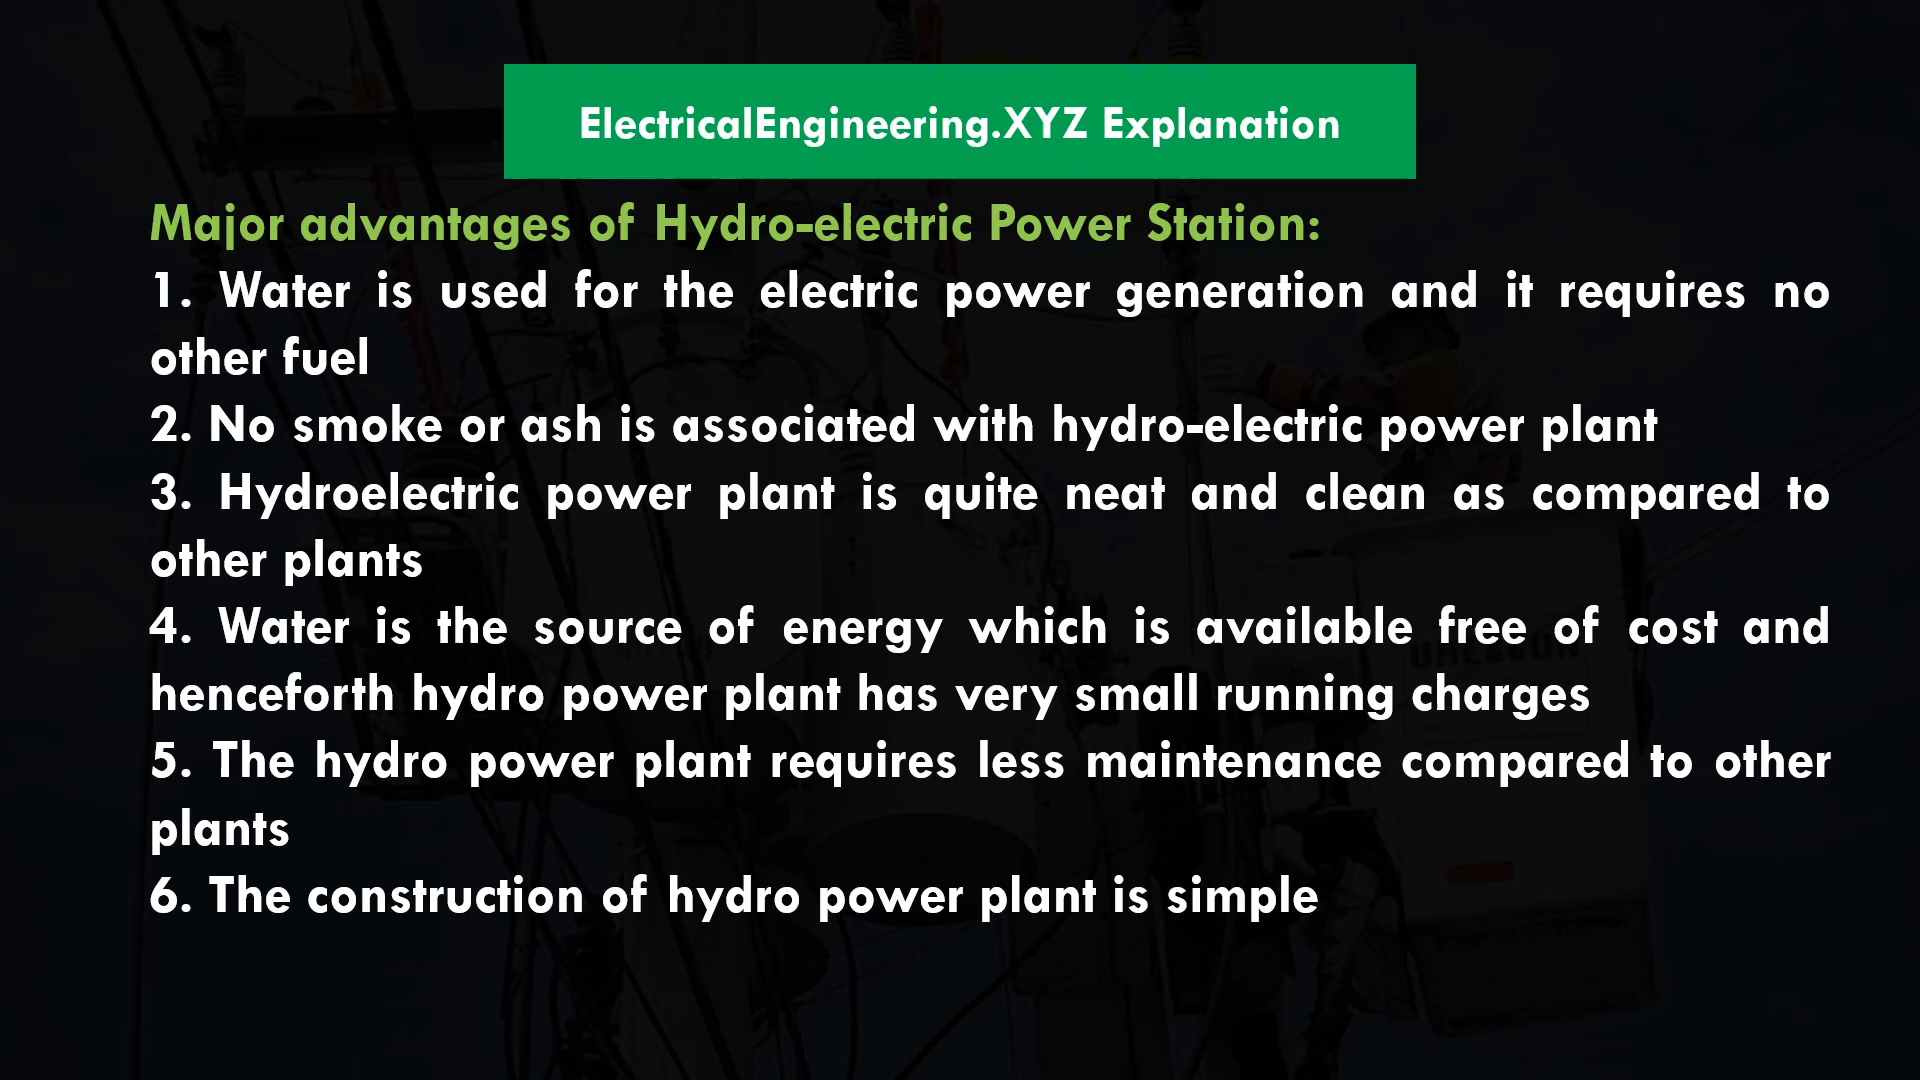 ElectricalEngineering.XYZ Explanation
Major advantages of Hydro-electric Power Station:
1. Water is used for the electric power generation and it requires no
other fuel
2. No smoke or ash is associated with hydro-electric power plant
3. Hydroelectric power plant is quite neat and clean as compared to
other plants
4. Water is the source of energy which is available free of cost and
henceforth hydro power plant has very small running charges
5. The hydro power plant requires less maintenance compared to other
plants
6. The construction of hydro power plant is simple